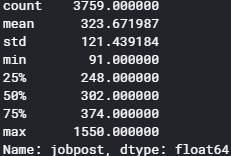 count    3759.000000
mean      323.671987
std       121.439184
min        91.000000
25%       248.000000
50%       302.000000
75%       374.000000
max      1550.000000
Name: jobpost, dtype: float64